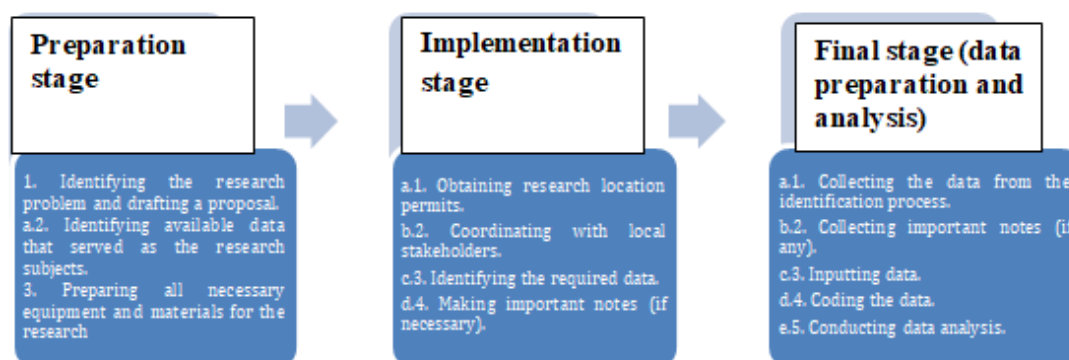 Preparation
stage
1. Identifying the research
problem and drafting a proposal.
a.2. Identifying available data
that served as the research
subjects.
3. Preparing all necessary
equipment and materials for the
research
Implementation
stage
a.1. Obtaining research location
permits.
b.2. Coordinating with local
stakeholders.
c.3. Identifying the required data.
d.4. Making important notes (if
necessary).
Final stage (data
preparation and
analysis)
a.1. Collecting the data from the
identification process.
b.2. Collecting important notes (if
any).
c.3. Inputting data.
d.4. Coding the data.
e.5. Conducting data analysis.